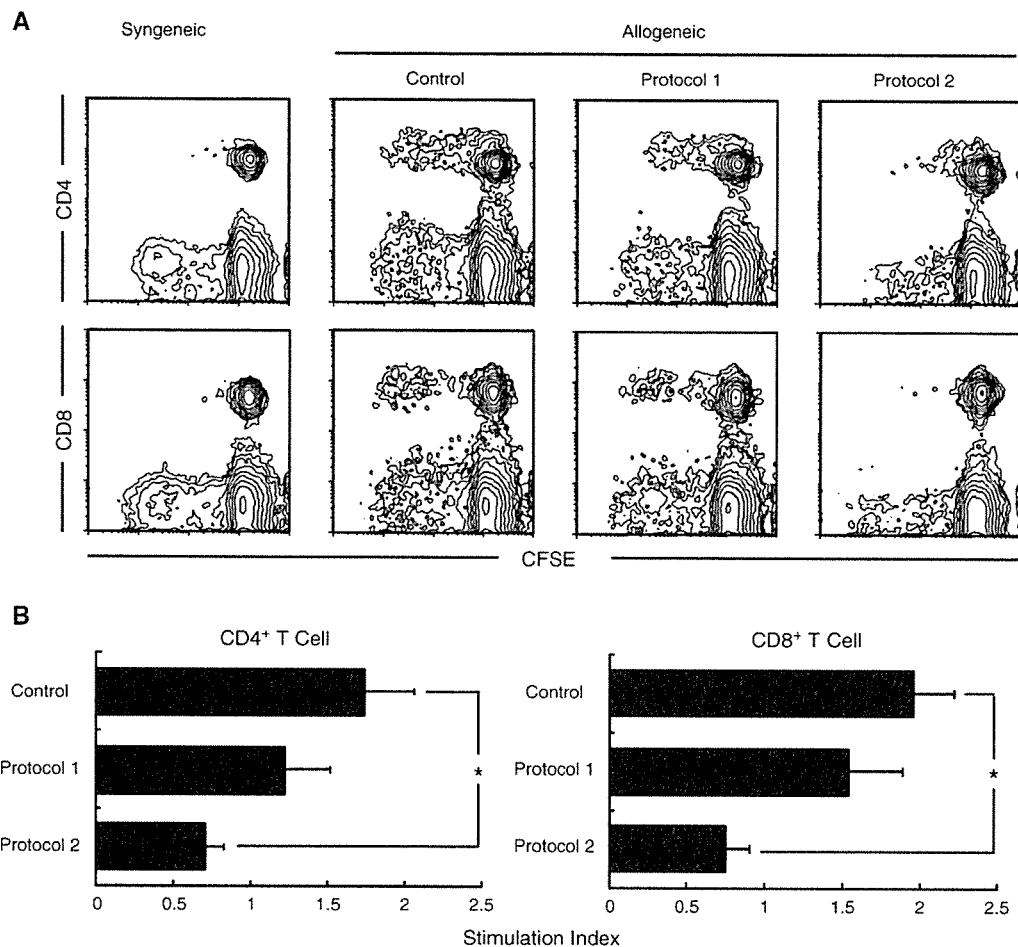 A
Syngeneic
Allogeneic
Control
Protocol 1
Protocol 2
CD4
CD8
CFSE
B
CD4+ T Cell
CD8+ T Cell
Control
Protocol 1
Protocol 2
*
0 0.5 1 1.5 2 2.5
Control
Protocol 1
Protocol 2
*
0 0.5 1 1.5 2 2.5
Stimulation Index